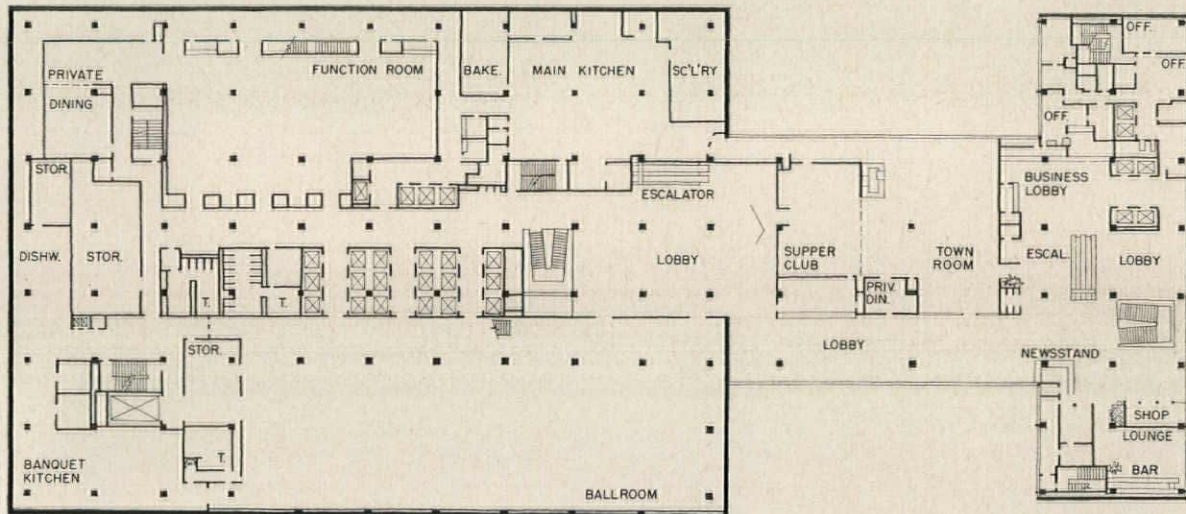 PRIVATE
DINING
FUNCTION ROOM
BAKE.
MAIN KITCHEN
SC'L'RY
STOR.
DISHW.
STOR.
T.
T.
ESCALATOR
LOBBY
STOR.
T.
BANQUET
KITCHEN
BALLROOM
SUPPER
CLUB
PRIV.
DIN.
TOWN
ROOM
LOBBY
OFF.
OFF.
OFF.
BUSINESS
LOBBY
ESCAL.
LOBBY
NEWSSTAND
SHOP
LOUNGE
BAR